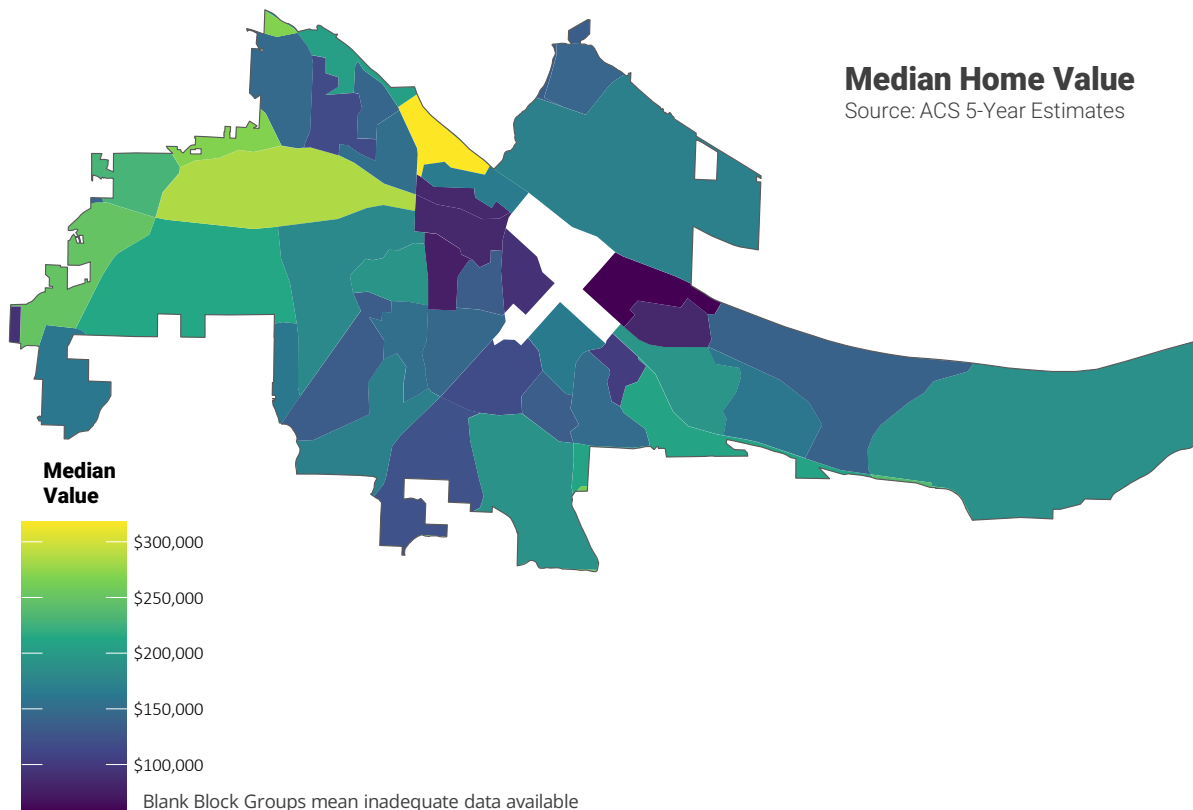 Median Home Value
Source: ACS 5-Year Estimates
Median
Value
$300,000
$250,000
$200,000
$150,000
$100,000
Blank Block Groups mean inadequate data available